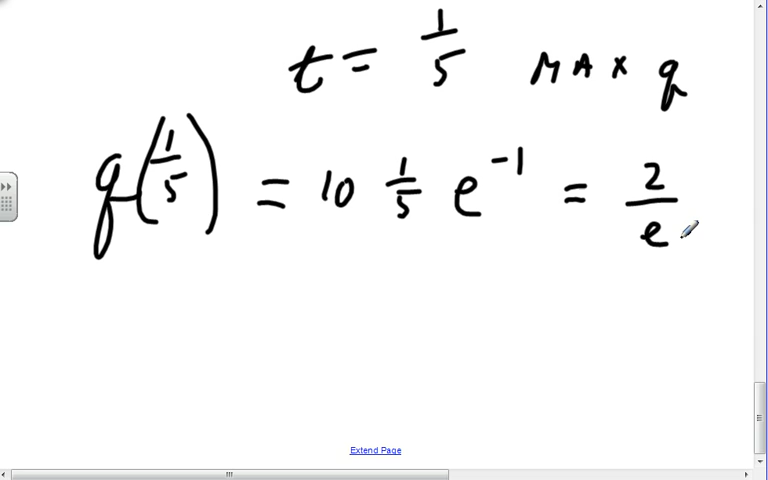 t = 1/5 MAX q
q(1/5) = 10 1/5 e^-1 = 2/e
Extend Page